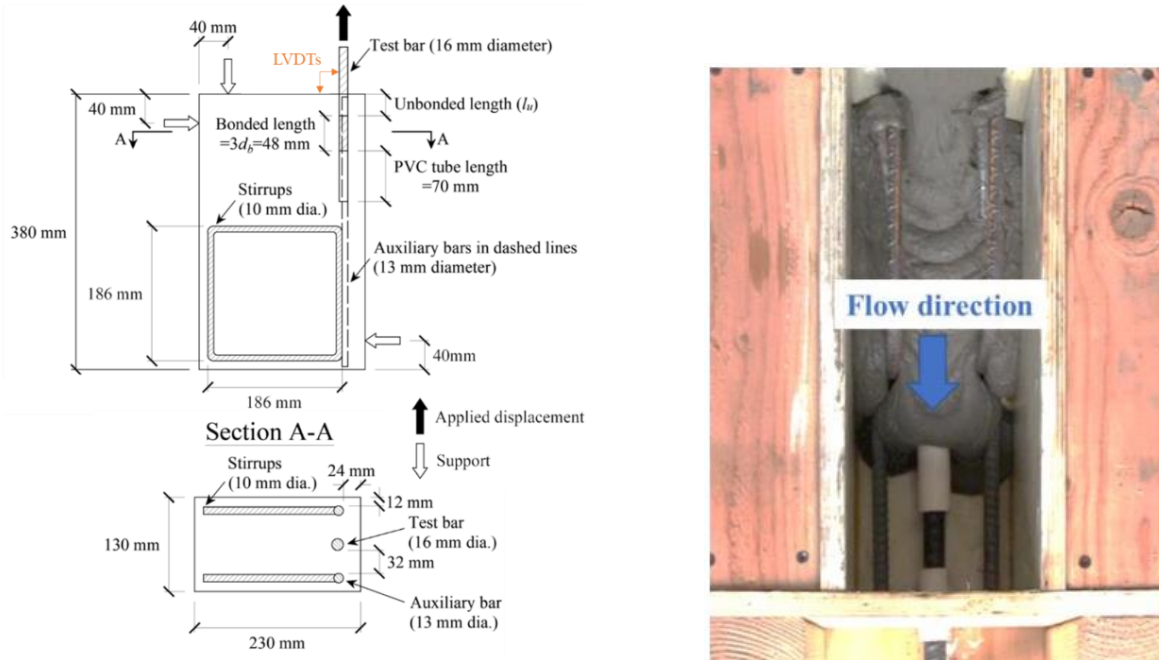 40 mm
Test bar (16 mm diameter)
LVDTs
40 mm
Unbonded length (lᵤ)
Bonded length
=3d_b=48 mm
A
A
PVC tube length
=70 mm
Stirrups
(10 mm dia.)
380 mm
Auxiliary bars in dashed lines
(13 mm diameter)
186 mm
40mm
186 mm
Applied displacement
Section A-A
Support
Stirrups
(10 mm dia.)
24 mm
12 mm
Test bar
(16 mm dia.)
130 mm
32 mm
Auxiliary bar
(13 mm dia.)
230 mm
Flow direction